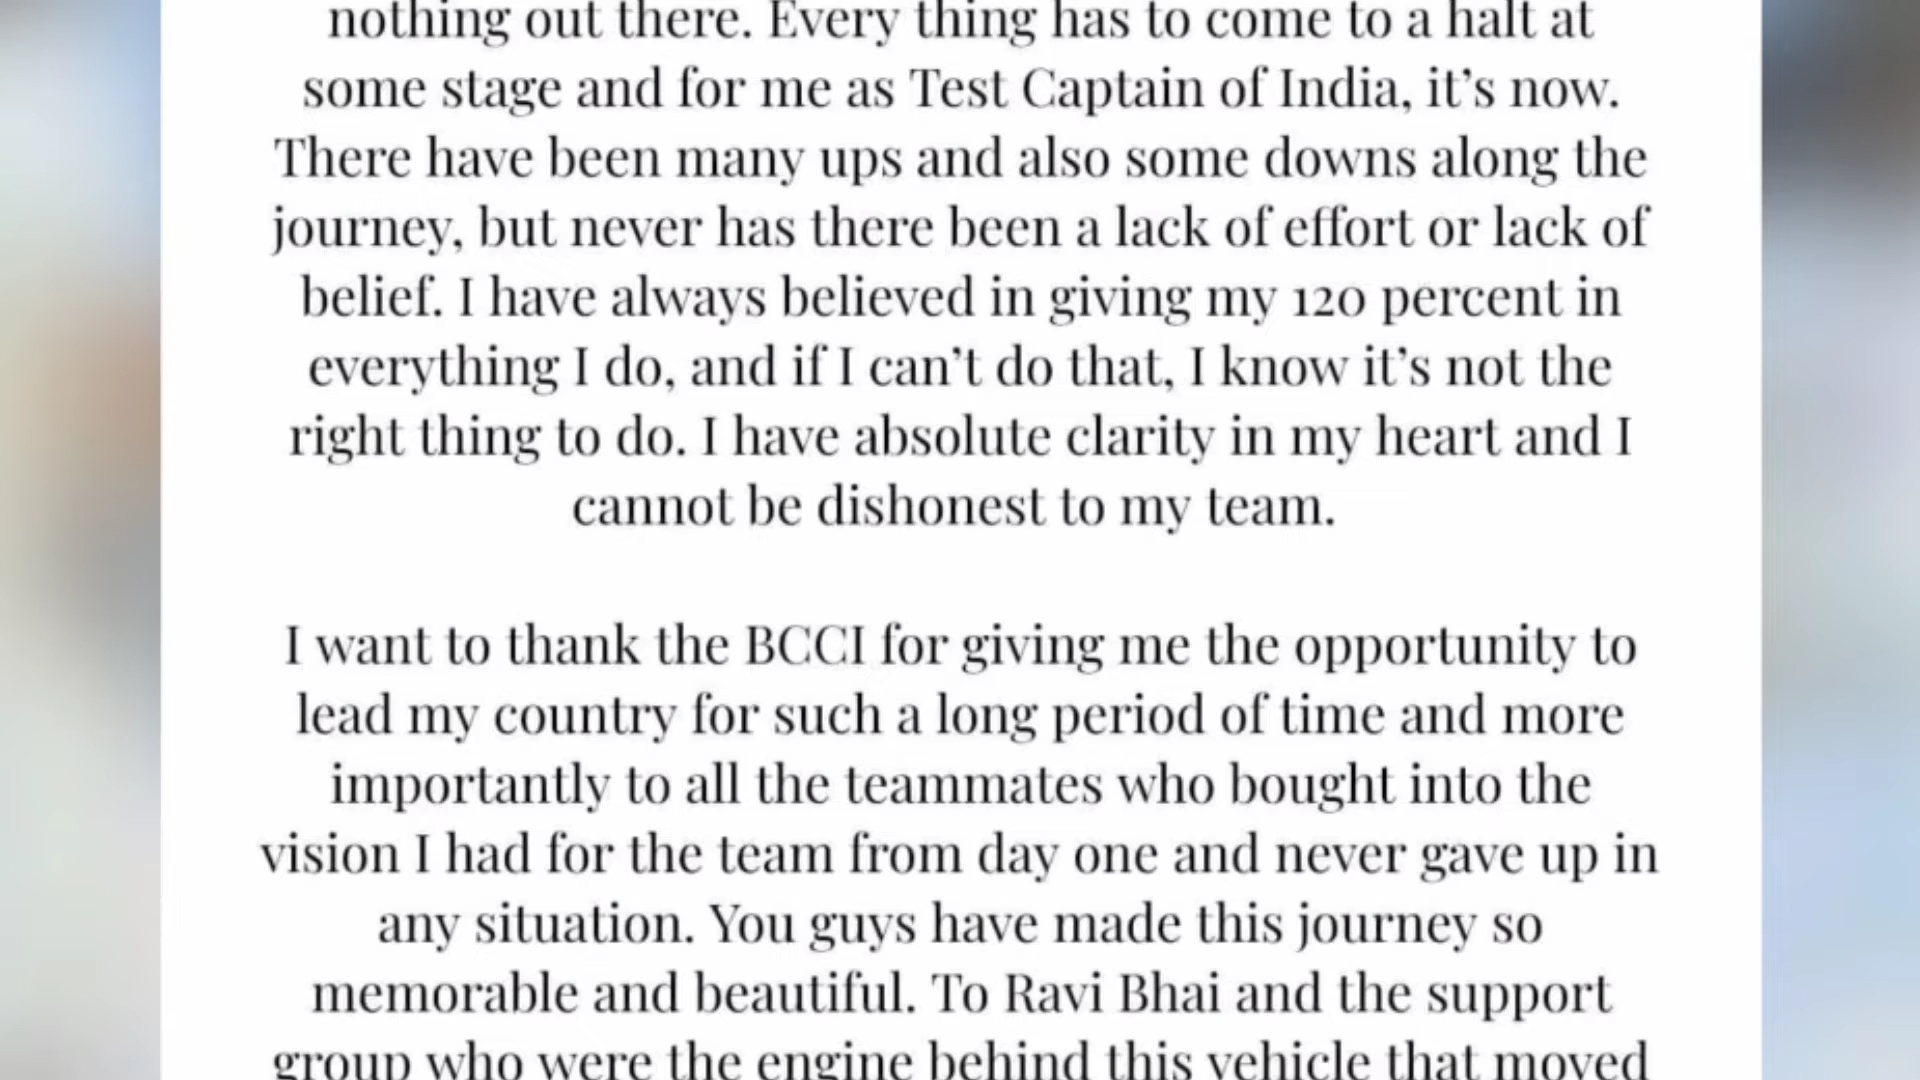 nothing out there. Every thing has to come to a halt at
some stage and for me as Test Captain of India, it’s now.
There have been many ups and also some downs along the
journey, but never has there been a lack of effort or lack of
belief. I have always believed in giving my 120 percent in
everything I do, and if I can’t do that, I know it’s not the
right thing to do. I have absolute clarity in my heart and I
cannot be dishonest to my team.
I want to thank the BCCI for giving me the opportunity to
lead my country for such a long period of time and more
importantly to all the teammates who bought into the
vision I had for the team from day one and never gave up in
any situation. You guys have made this journey so
memorable and beautiful. To Ravi Bhai and the support
group who were the engine behind this vehicle that moved